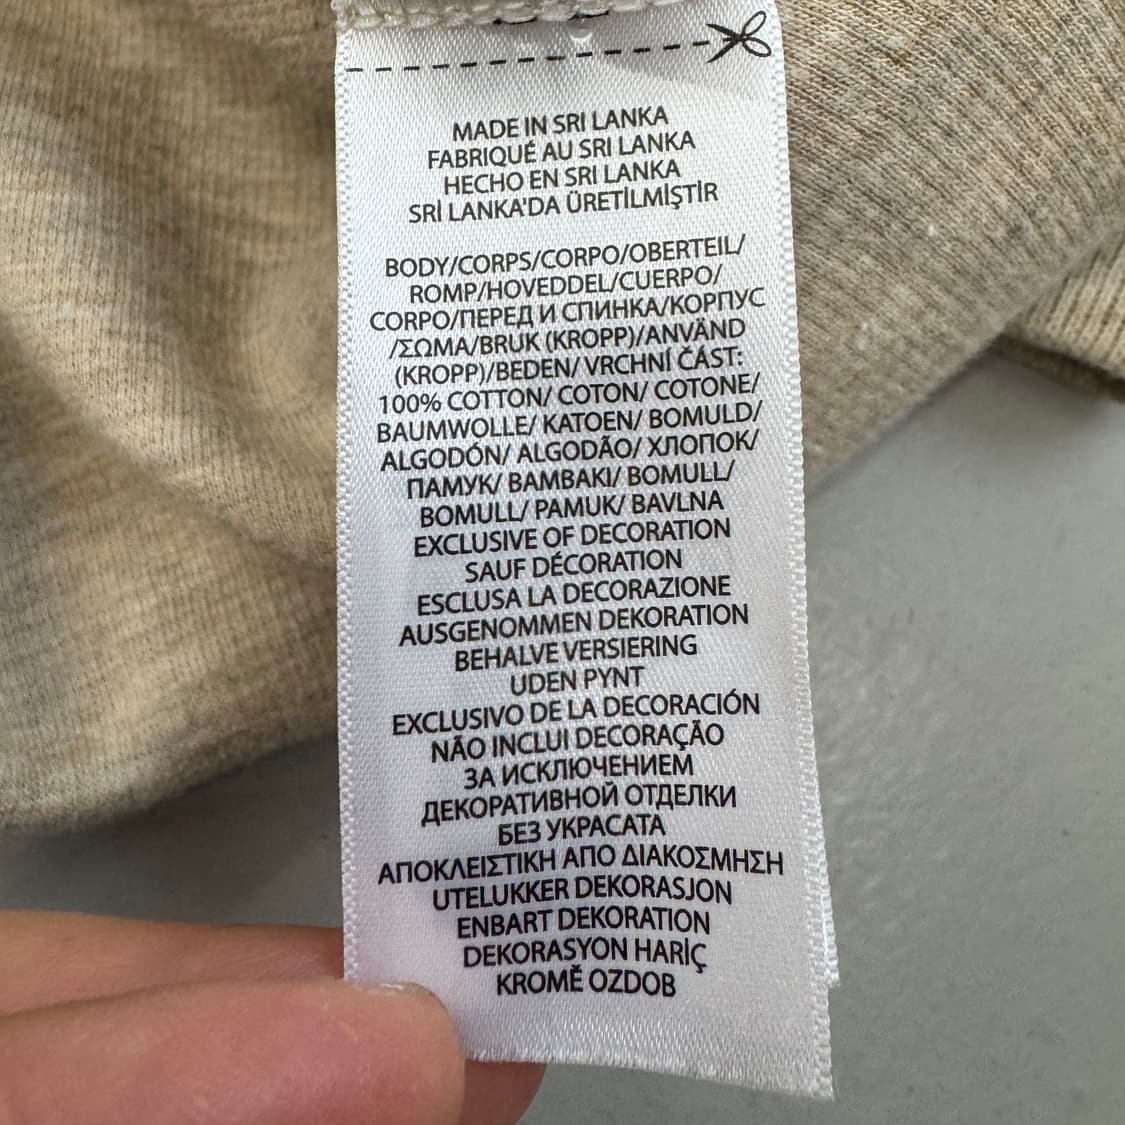 MADE IN SRI LANKA
FABRIQUÉ AU SRI LANKA
HECHO EN SRI LANKA
SRİ LANKA'DA ÜRETİLMİŞTİR
BODY/CORPS/CORPO/OBERTEIL/
ROMP/HOVEDDEL/CUERPO/
CORPO/ПЕРЕД И СПИНКА/КОРПУС
/ΣΩΜΑ/BRUK (KROPP)/ANVÄND
(KROPP)/BEDEN/ VRCHNÍ ČÁST:
100% COTTON/ COTON/ COTONE/
BAUMWOLLE/ KATOEN/ BOMULD/
ALGODÓN/ ALGODÃO/ ХЛОПОК/
ПАМУК/ ΒΑΜΒΑΚΙ/ BOMULL/
BOMULL/ PAMUK/ BAVLNA
EXCLUSIVE OF DECORATION
SAUF DÉCORATION
ESCLUSA LA DECORAZIONE
AUSGENOMMEN DEKORATION
BEHALVE VERSIERING
UDEN PYNT
EXCLUSIVO DE LA DECORACIÓN
NÃO INCLUI DECORAÇÃO
ЗА ИСКЛЮЧЕНИЕМ
ДЕКОРАТИВНОЙ ОТДЕЛКИ
БЕЗ УКРАСАТА
ΑΠΟΚΛΕΙΣΤΙΚΗ ΑΠΟ ΔΙΑΚΟΣΜΗΣΗ
UTELUKKER DEKORASJON
ENBART DEKORATION
DEKORASYON HARİÇ
KROMĚ OZDOB